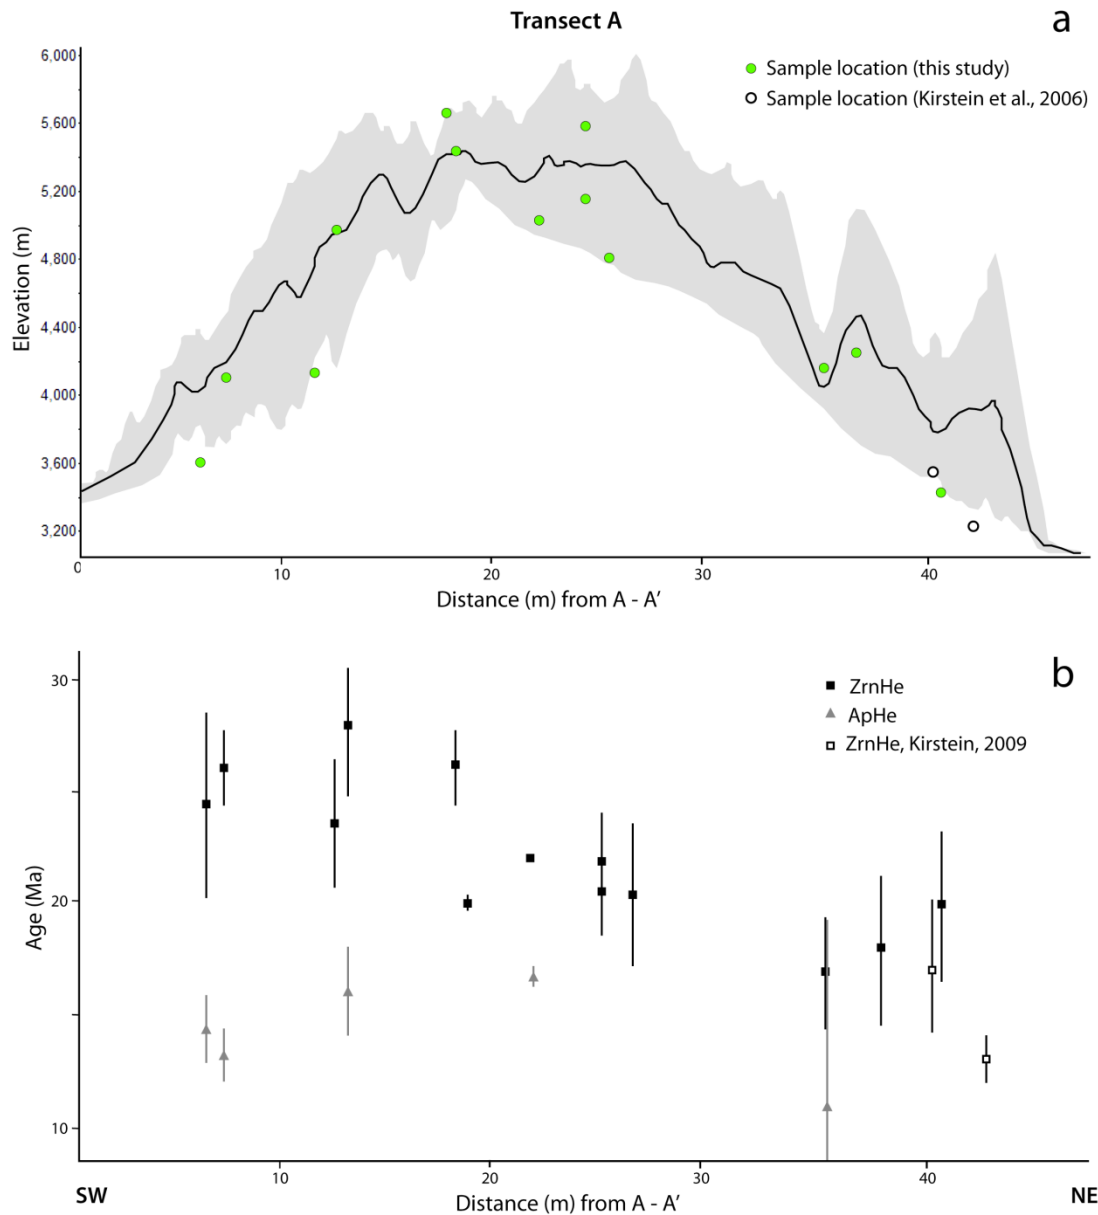 Transect A
a
6,000
5,600
5,200
4,800
4,400
4,000
3,600
3,200
Elevation (m)
Sample location (this study)
Sample location (Kirstein et al., 2006)
0
10
20
30
40
Distance (m) from A - A'
b
30
20
10
Age (Ma)
ZrnHe
ApHe
ZrnHe, Kirstein, 2009
10
20
30
40
SW
Distance (m) from A - A'
NE